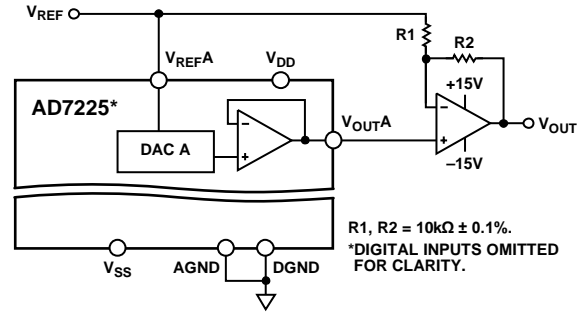 VREF
R1
R2
VREFA
VDD
+15V
AD7225*
VOUTA
VOUT
DAC A
–
+
–
+
–15V
R1, R2 = 10kΩ ± 0.1%.
*DIGITAL INPUTS OMITTED
FOR CLARITY.
VSS
AGND
DGND